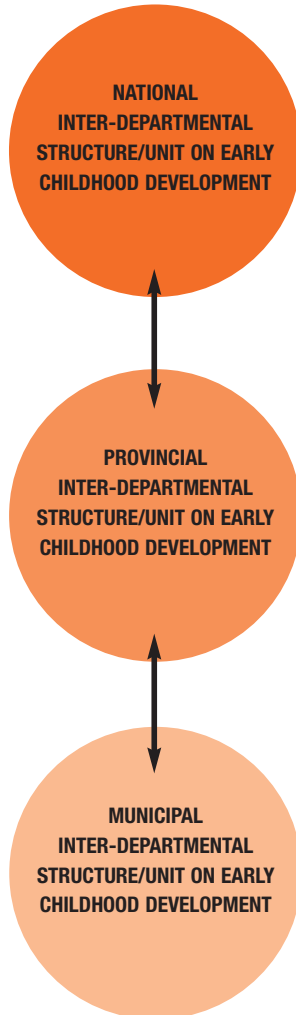 NATIONAL
INTER-DEPARTMENTAL
STRUCTURE/UNIT ON EARLY
CHILDHOOD DEVELOPMENT
PROVINCIAL
INTER-DEPARTMENTAL
STRUCTURE/UNIT ON EARLY
CHILDHOOD DEVELOPMENT
MUNICIPAL
INTER-DEPARTMENTAL
STRUCTURE/UNIT ON EARLY
CHILDHOOD DEVELOPMENT